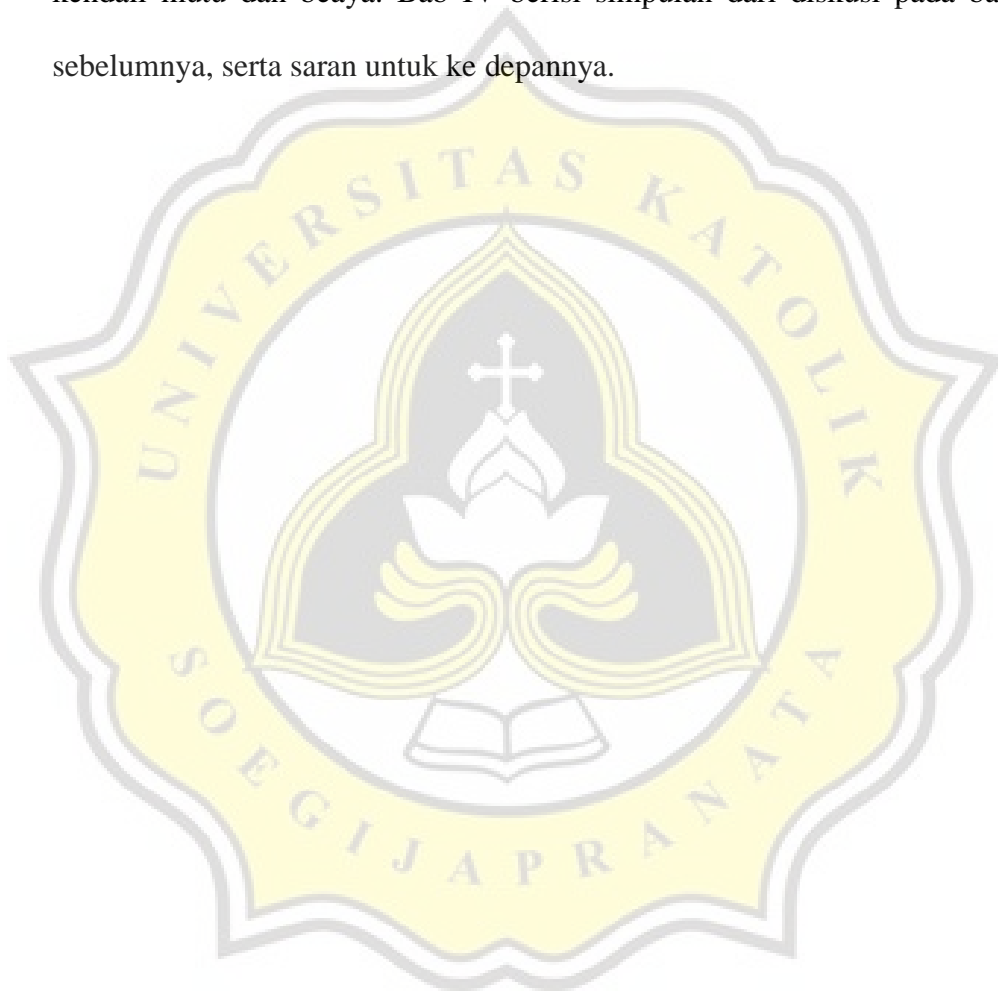 kendali mutu dan beaya. Bab IV berisi simpulan dari diskusi pada
sebelumnya, serta saran untuk ke depannya.
UNIVERSITAS KATOLIK
SOEGIJAPRANATA